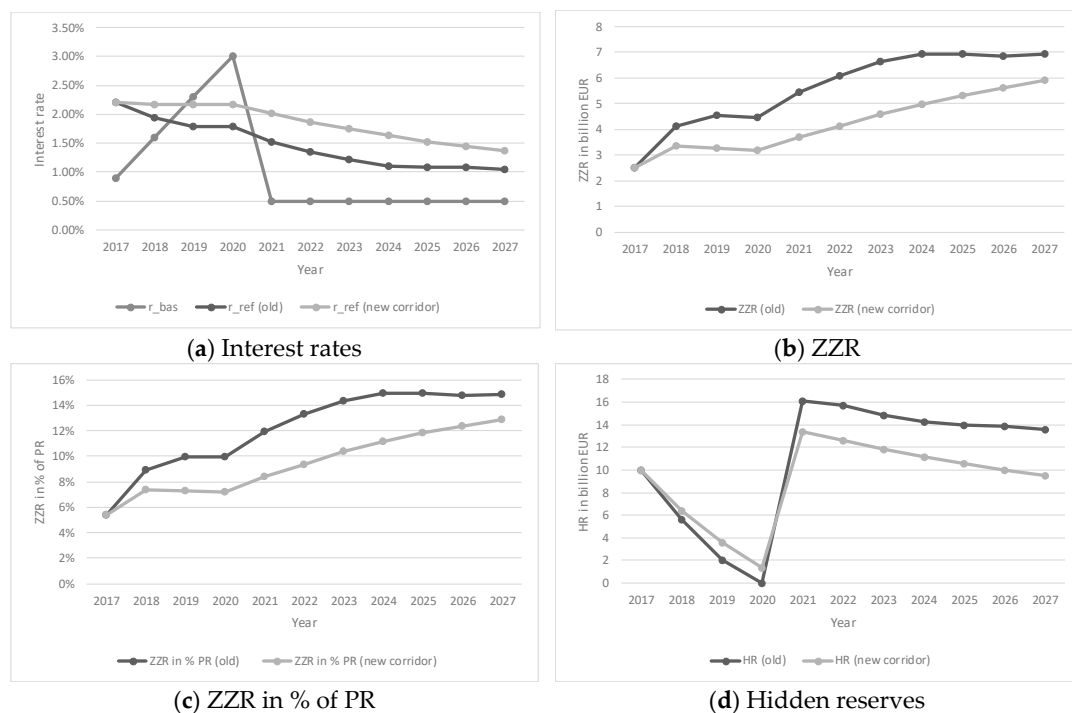 3.50%
3.00%
2.50%
2.00%
1.50%
1.00%
0.50%
0.00%
Interest rate
2017 2018 2019 2020 2021 2022 2023 2024 2025 2026 2027
Year
r_bas r_ref (old) r_ref (new corridor)
(a) Interest rates
8
7
6
5
4
3
2
1
0
ZZR in billion EUR
2017 2018 2019 2020 2021 2022 2023 2024 2025 2026 2027
Year
ZZR (old) ZZR (new corridor)
(b) ZZR
16%
14%
12%
10%
8%
6%
4%
2%
0%
ZZR in % of PR
2017 2018 2019 2020 2021 2022 2023 2024 2025 2026 2027
Year
ZZR in % PR (old) ZZR in % PR (new corridor)
(c) ZZR in % of PR
18
16
14
12
10
8
6
4
2
0
HR in billion EUR
2017 2018 2019 2020 2021 2022 2023 2024 2025 2026 2027
Year
HR (old) HR (new corridor)
(d) Hidden reserves